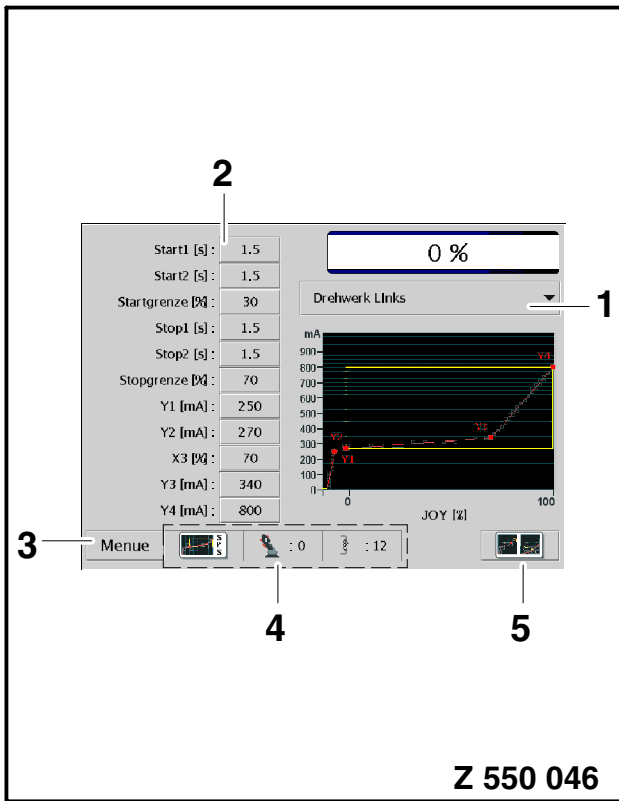 2
Start1 [s] : 1.5
Start2 [s] : 1.5
Startgrenze [%] : 30
Stop1 [s] : 1.5
Stop2 [s] : 1.5
Stopgrenze [%] : 70
Y1 [mA] : 250
Y2 [mA] : 270
X3 [%] : 70
Y3 [mA] : 340
Y4 [mA] : 800
0 %
Drehwerk Links
1
mA
900
800
700
600
500
400
300
200
100
0
Y4
Y2
Y1
0
100
JOY [%]
3
Menue
S
P
S
: 0
: 12
4
5
Z 550 046